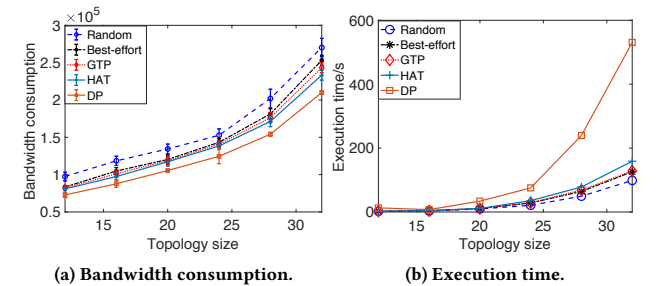 ×10⁵
3
2.5
2
1.5
1
0.5
Bandwidth consumption
Random
Best-effort
GTP
HAT
DP
15
20
25
30
Topology size
(a) Bandwidth consumption.
600
400
200
0
Execution time/s
Random
Best-effort
GTP
HAT
DP
15
20
25
30
Topology size
(b) Execution time.